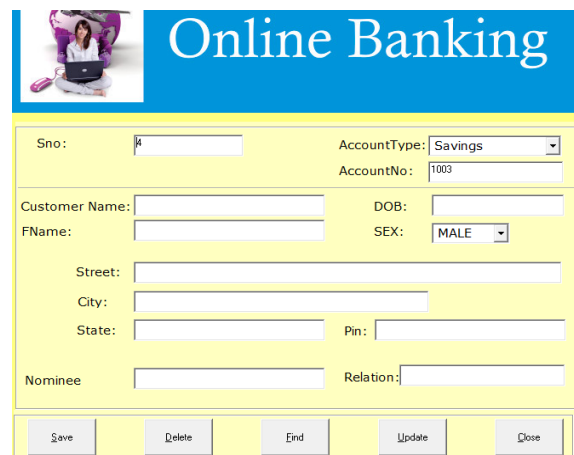 Online Banking
Sno: 4 AccountType: Savings
AccountNo: 1003
Customer Name: DOB:
FName: SEX: MALE
Street:
City:
State: Pin:
Nominee Relation:
Save Delete Find Update Close